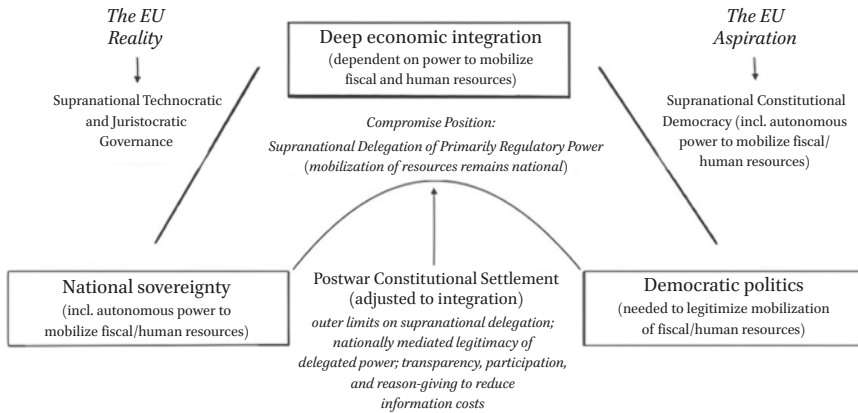 The EU
Reality
Supranational Technocratic
and Juristocratic
Governance
Deep economic integration
(dependent on power to mobilize
fiscal and human resources)
The EU
Aspiration
Supranational Constitutional
Democracy (incl. autonomous
power to mobilize fiscal/
human resources)
Compromise Position:
Supranational Delegation of Primarily Regulatory Power
(mobilization of resources remains national)
National sovereignty
(incl. autonomous power to
mobilize fiscal/human resources)
Postwar Constitutional Settlement
(adjusted to integration)
outer limits on supranational delegation;
nationally mediated legitimacy of
delegated power; transparency, participation,
and reason-giving to reduce
information costs
Democratic politics
(needed to legitimize mobilization
of fiscal/human resources)